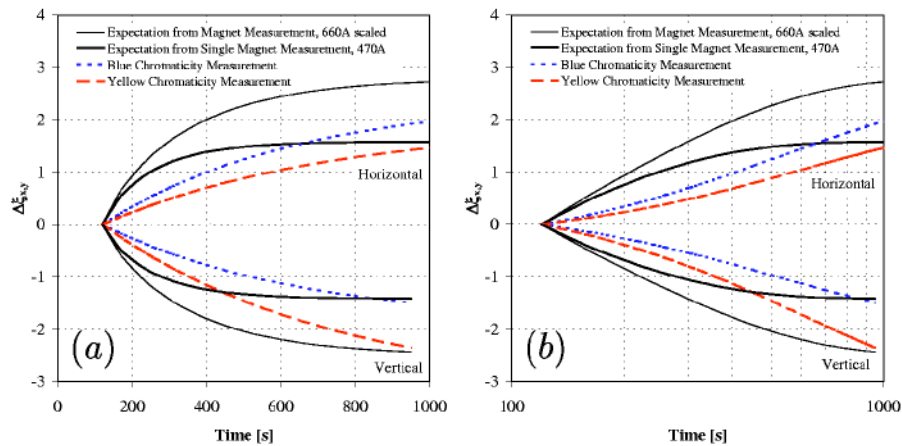 Expectation from Magnet Measurement, 660A scaled
Expectation from Single Magnet Measurement, 470A
Blue Chromaticity Measurement
Yellow Chromaticity Measurement
4
3
2
1
0
-1
-2
-3
Δξx,y
Horizontal
Vertical
(a)
0 200 400 600 800 1000
Time [s]
Expectation from Magnet Measurement, 660A scaled
Expectation from Single Magnet Measurement, 470A
Blue Chromaticity Measurement
Yellow Chromaticity Measurement
4
3
2
1
0
-1
-2
-3
Δξx,y
Horizontal
Vertical
(b)
100 1000
Time [s]